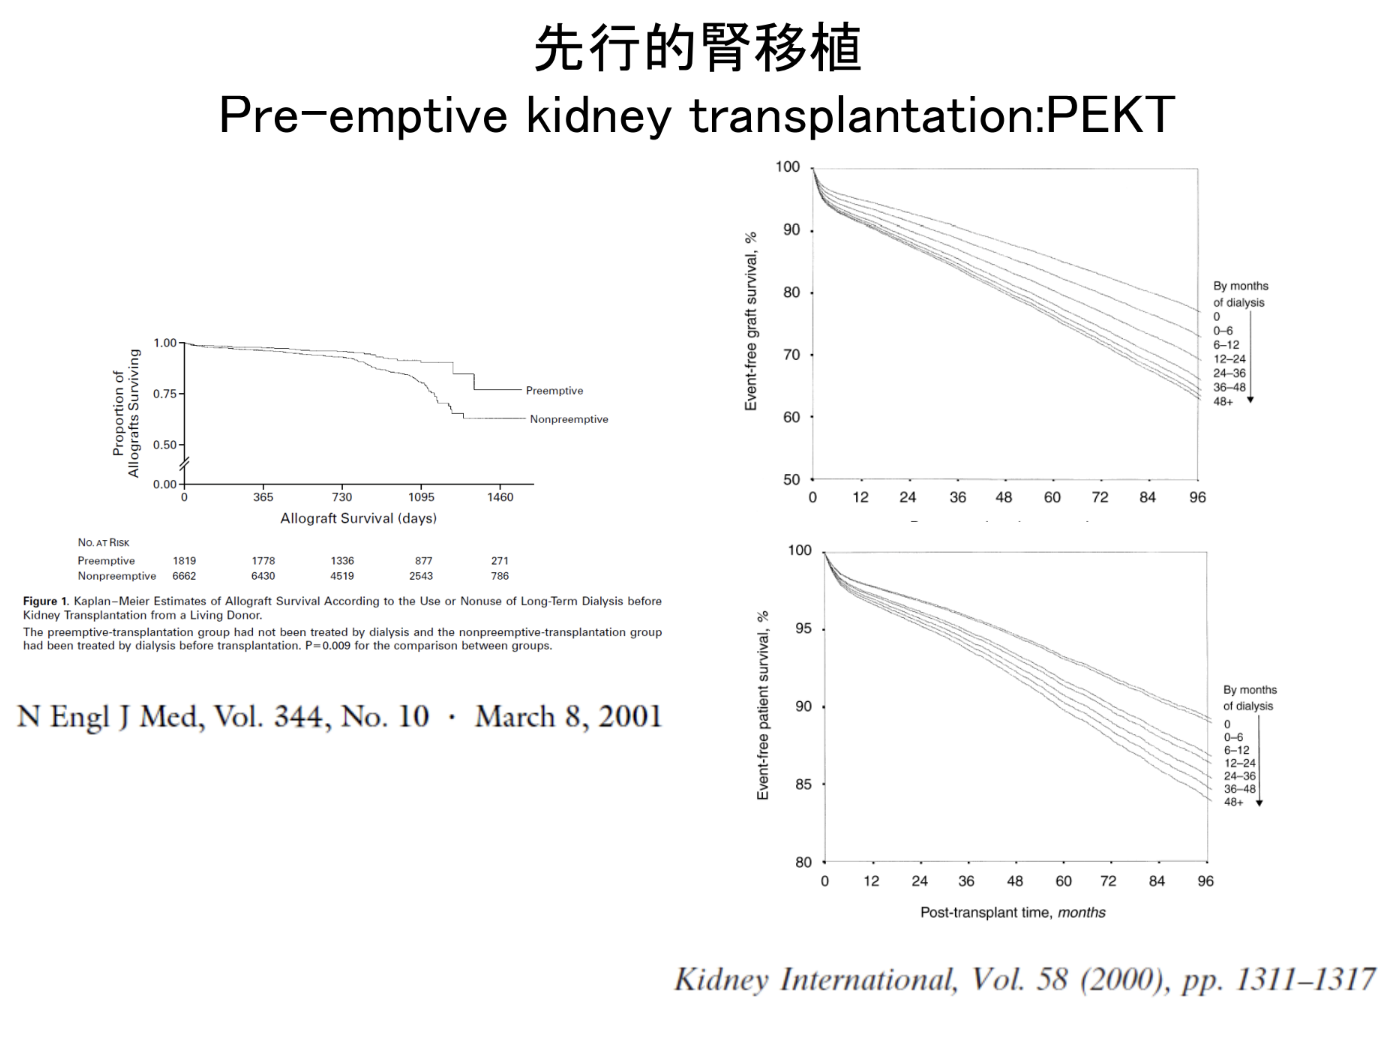 先行的腎移植
Pre-emptive kidney transplantation:PEKT
1.00
0.75
0.50
0.00
Proportion of
Allografts Surviving
Preemptive
Nonpreemptive
0 365 730 1095 1460
Allograft Survival (days)
NO. AT RISK
Preemptive 1819 1778 1336 877 271
Nonpreemptive 6662 6430 4519 2543 786
Figure 1. Kaplan–Meier Estimates of Allograft Survival According to the Use or Nonuse of Long-Term Dialysis before
Kidney Transplantation from a Living Donor.
The preemptive-transplantation group had not been treated by dialysis and the nonpreemptive-transplantation group
had been treated by dialysis before transplantation. P=0.009 for the comparison between groups.
N Engl J Med, Vol. 344, No. 10 · March 8, 2001
100
90
80
70
60
50
Event-free graft survival, %
By months
of dialysis
0
0–6
6–12
12–24
24–36
36–48
48+
0 12 24 36 48 60 72 84 96
100
95
90
85
80
Event-free patient survival, %
By months
of dialysis
0
0–6
6–12
12–24
24–36
36–48
48+
0 12 24 36 48 60 72 84 96
Post-transplant time, months
Kidney International, Vol. 58 (2000), pp. 1311–1317